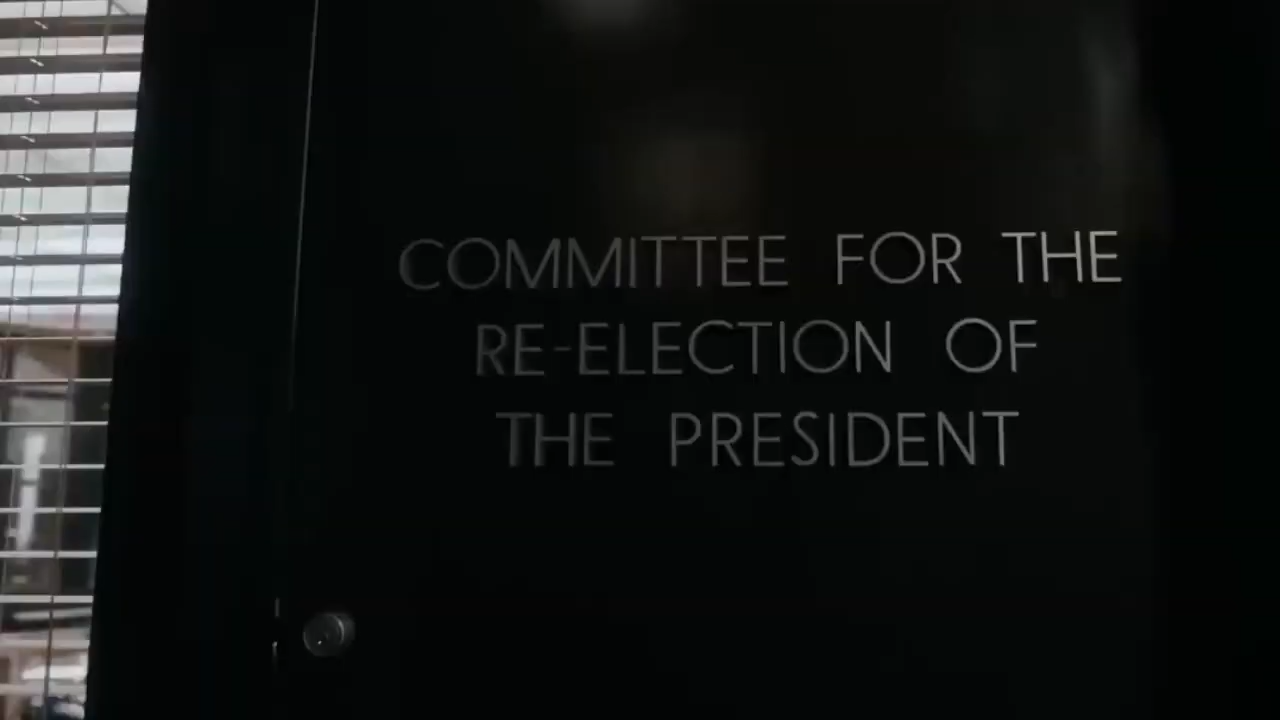 COMMITTEE FOR THE
RE-ELECTION OF
THE PRESIDENT